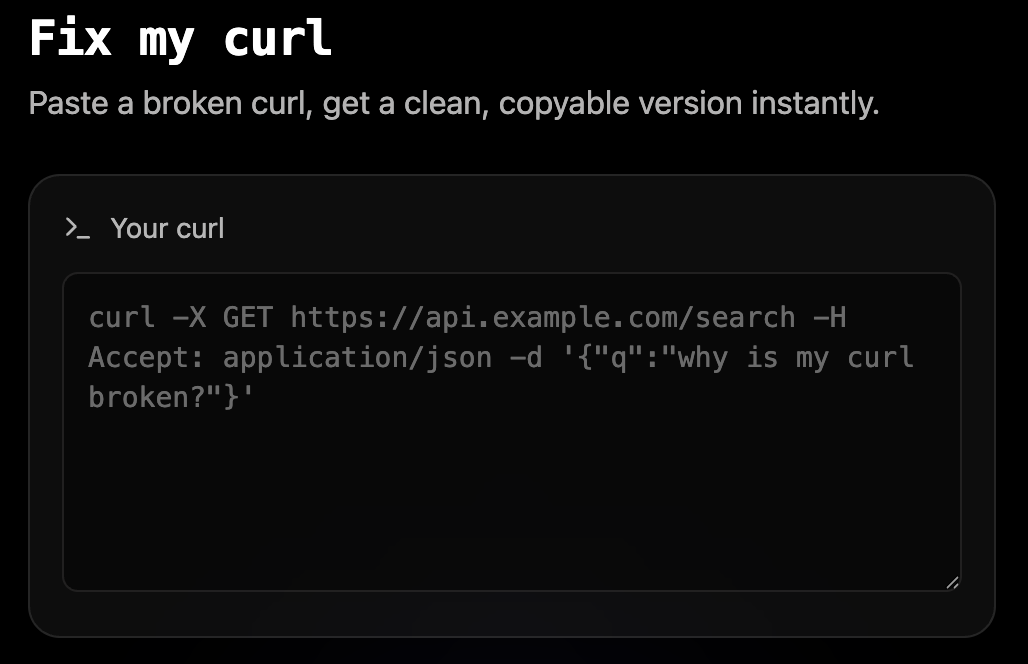 Fix my curl
Paste a broken curl, get a clean, copyable version instantly.
>_ Your curl
curl -X GET https://api.example.com/search -H
Accept: application/json -d '{"q":"why is my curl
broken?"}'